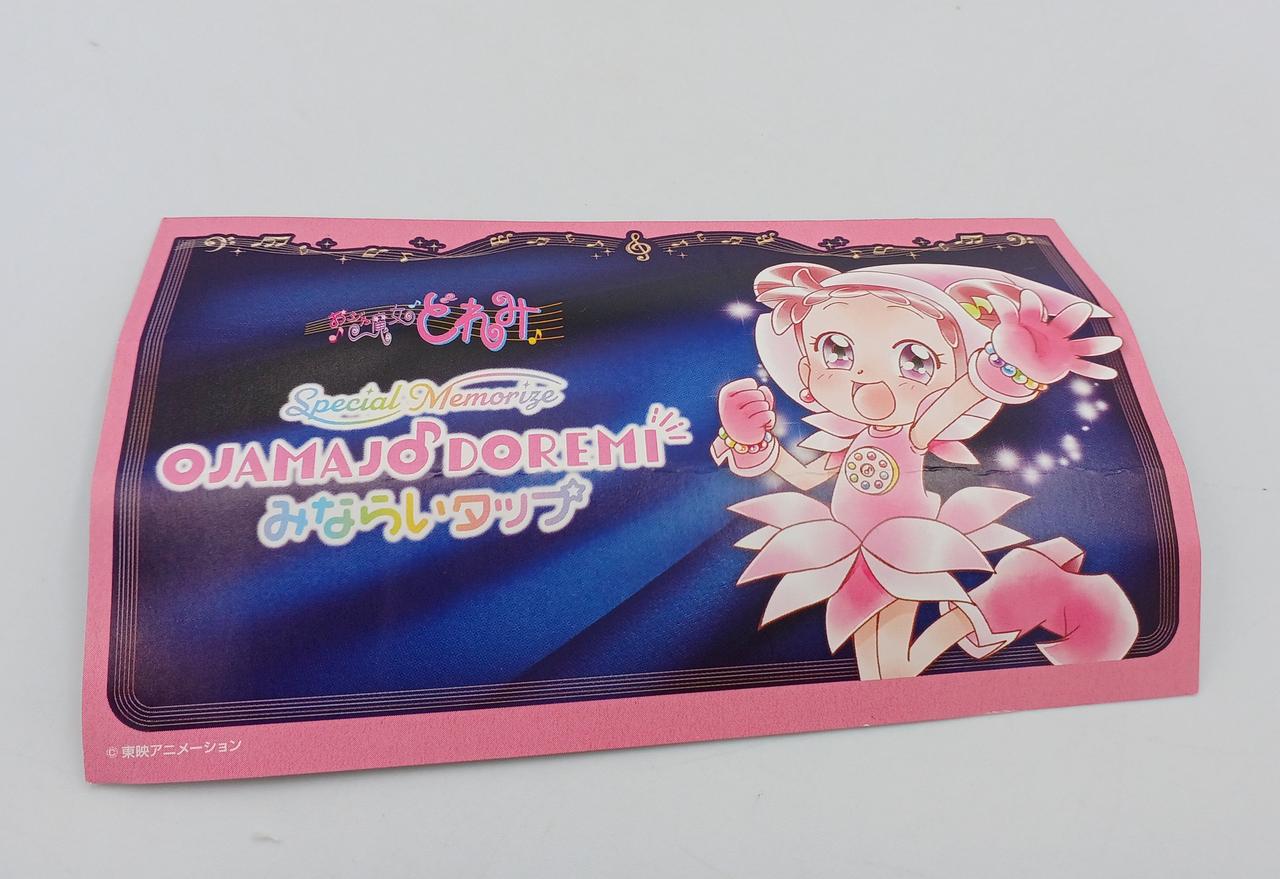 おジャ魔女どれみ
Special Memorize
OJAMAJO DOREMI
みならいタップ
© 東映アニメーション